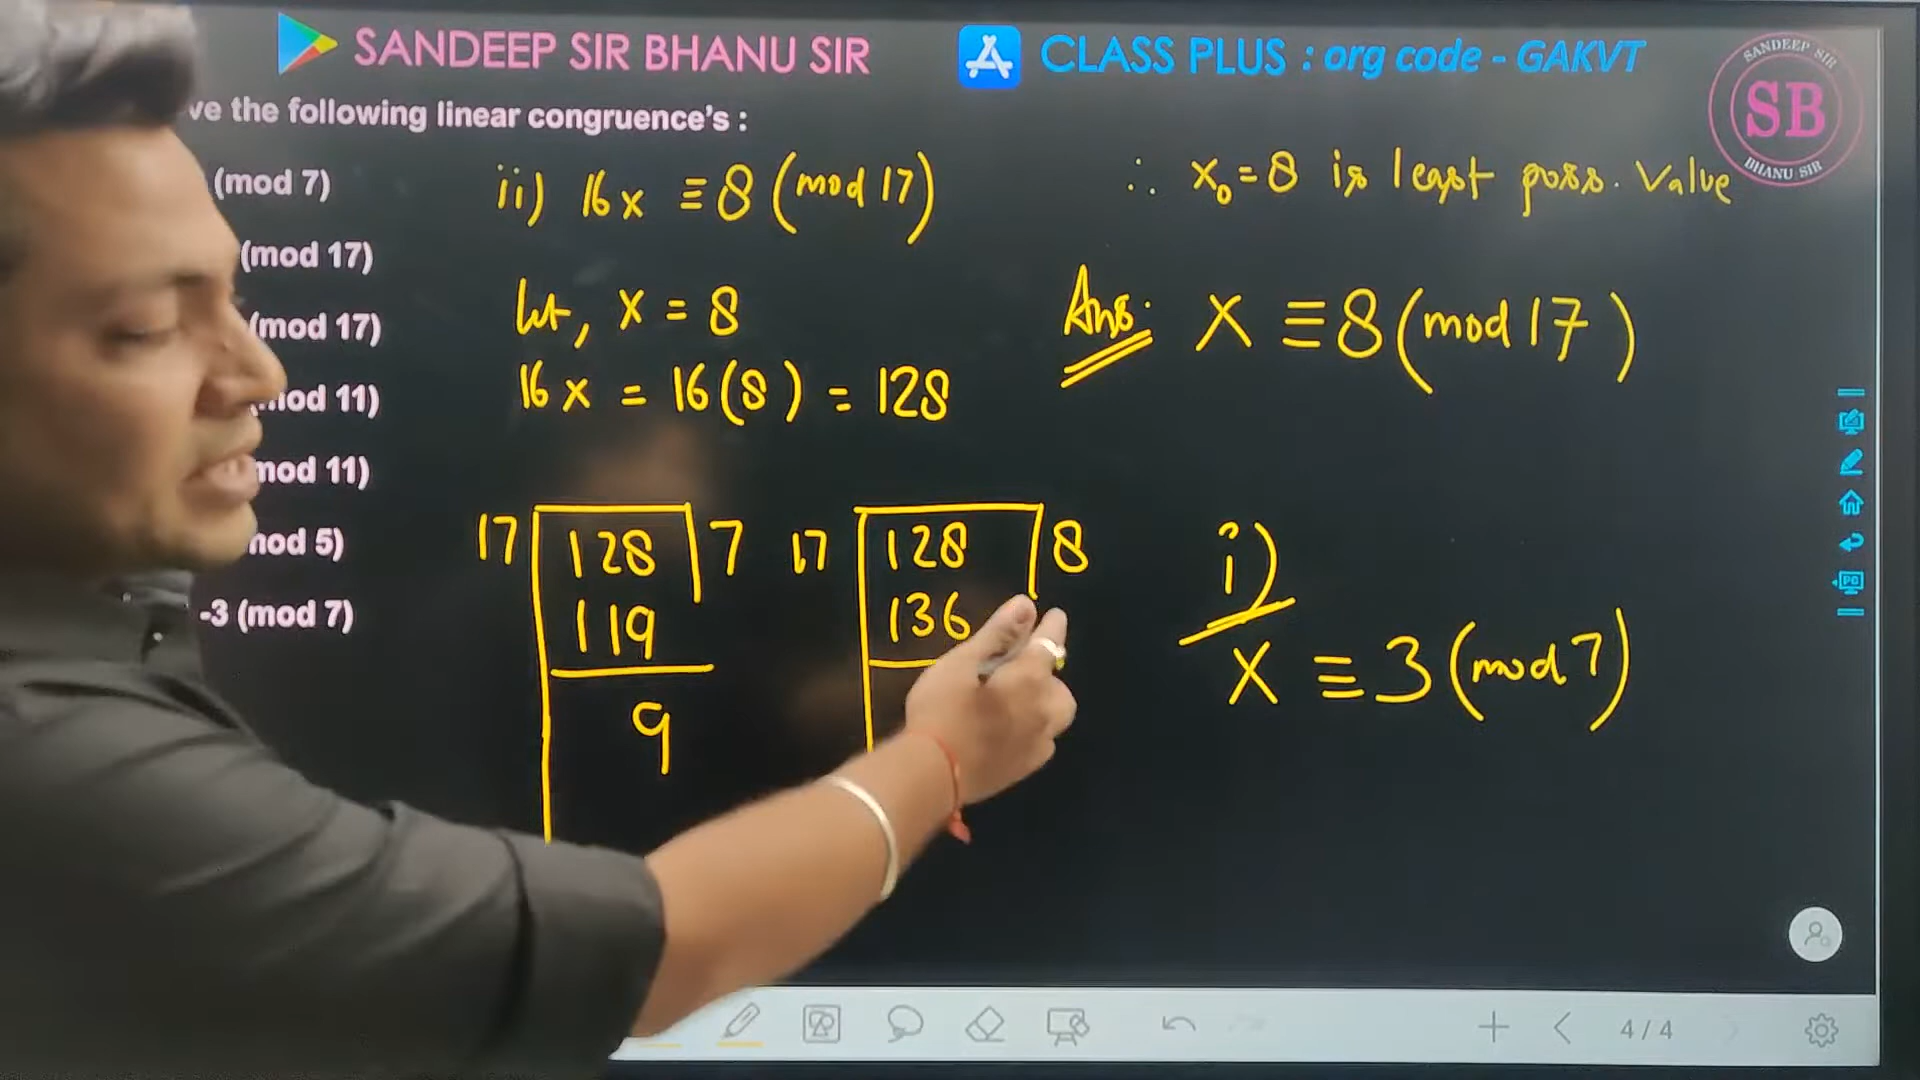 SANDEEP SIR BHANU SIR
CLASS PLUS : org code - GAKVT
SANDEEP SIR
SB
BHANU SIR
ve the following linear congruence's :
(mod 7)
(mod 17)
(mod 17)
mod 11)
mod 11)
mod 5)
-3 (mod 7)
ii) 16x ≡ 8 (mod 17)
let, x = 8
16x = 16(8) = 128
17 128 7
119
9
17 128 8
136
∴ x₀ = 8 is least poss. value
Ans: x ≡ 8 (mod 17)
i)
x ≡ 3 (mod 7)
4/4